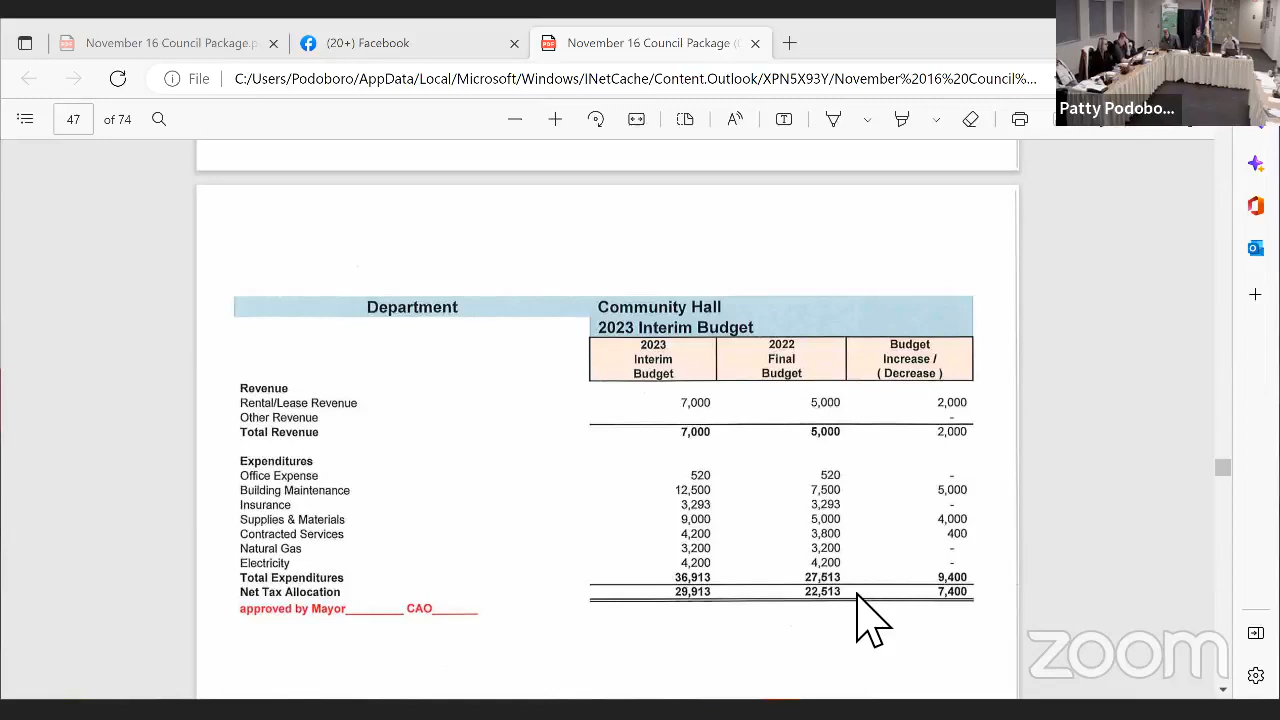 November 16 Council Package.p
(20+) Facebook
November 16 Council Package (
File
C:/Users/Podoboro/AppData/Local/Microsoft/Windows/INetCache/Content.Outlook/XPN5X93Y/November%2016%20Council%...
Patty Podobo...
47 of 74
Department Community Hall
2023 Interim Budget
2023 2022 Budget
Interim Final Increase /
Budget Budget ( Decrease )
Revenue
Rental/Lease Revenue 7,000 5,000 2,000
Other Revenue -
Total Revenue 7,000 5,000 2,000
Expenditures
Office Expense 520 520 -
Building Maintenance 12,500 7,500 5,000
Insurance 3,293 3,293 -
Supplies & Materials 9,000 5,000 4,000
Contracted Services 4,200 3,800 400
Natural Gas 3,200 3,200 -
Electricity 4,200 4,200 -
Total Expenditures 36,913 27,513 9,400
Net Tax Allocation 29,913 22,513 7,400
approved by Mayor________ CAO______
zoom